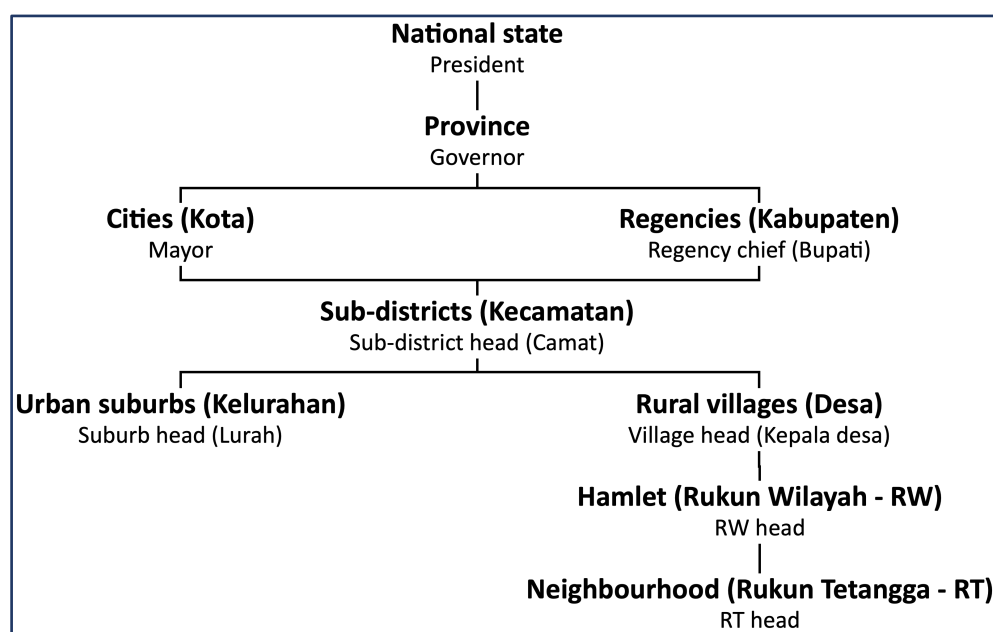 National state
President
Province
Governor
Cities (Kota)
Mayor
Regencies (Kabupaten)
Regency chief (Bupati)
Sub-districts (Kecamatan)
Sub-district head (Camat)
Urban suburbs (Kelurahan)
Suburb head (Lurah)
Rural villages (Desa)
Village head (Kepala desa)
Hamlet (Rukun Wilayah - RW)
RW head
Neighbourhood (Rukun Tetangga - RT)
RT head